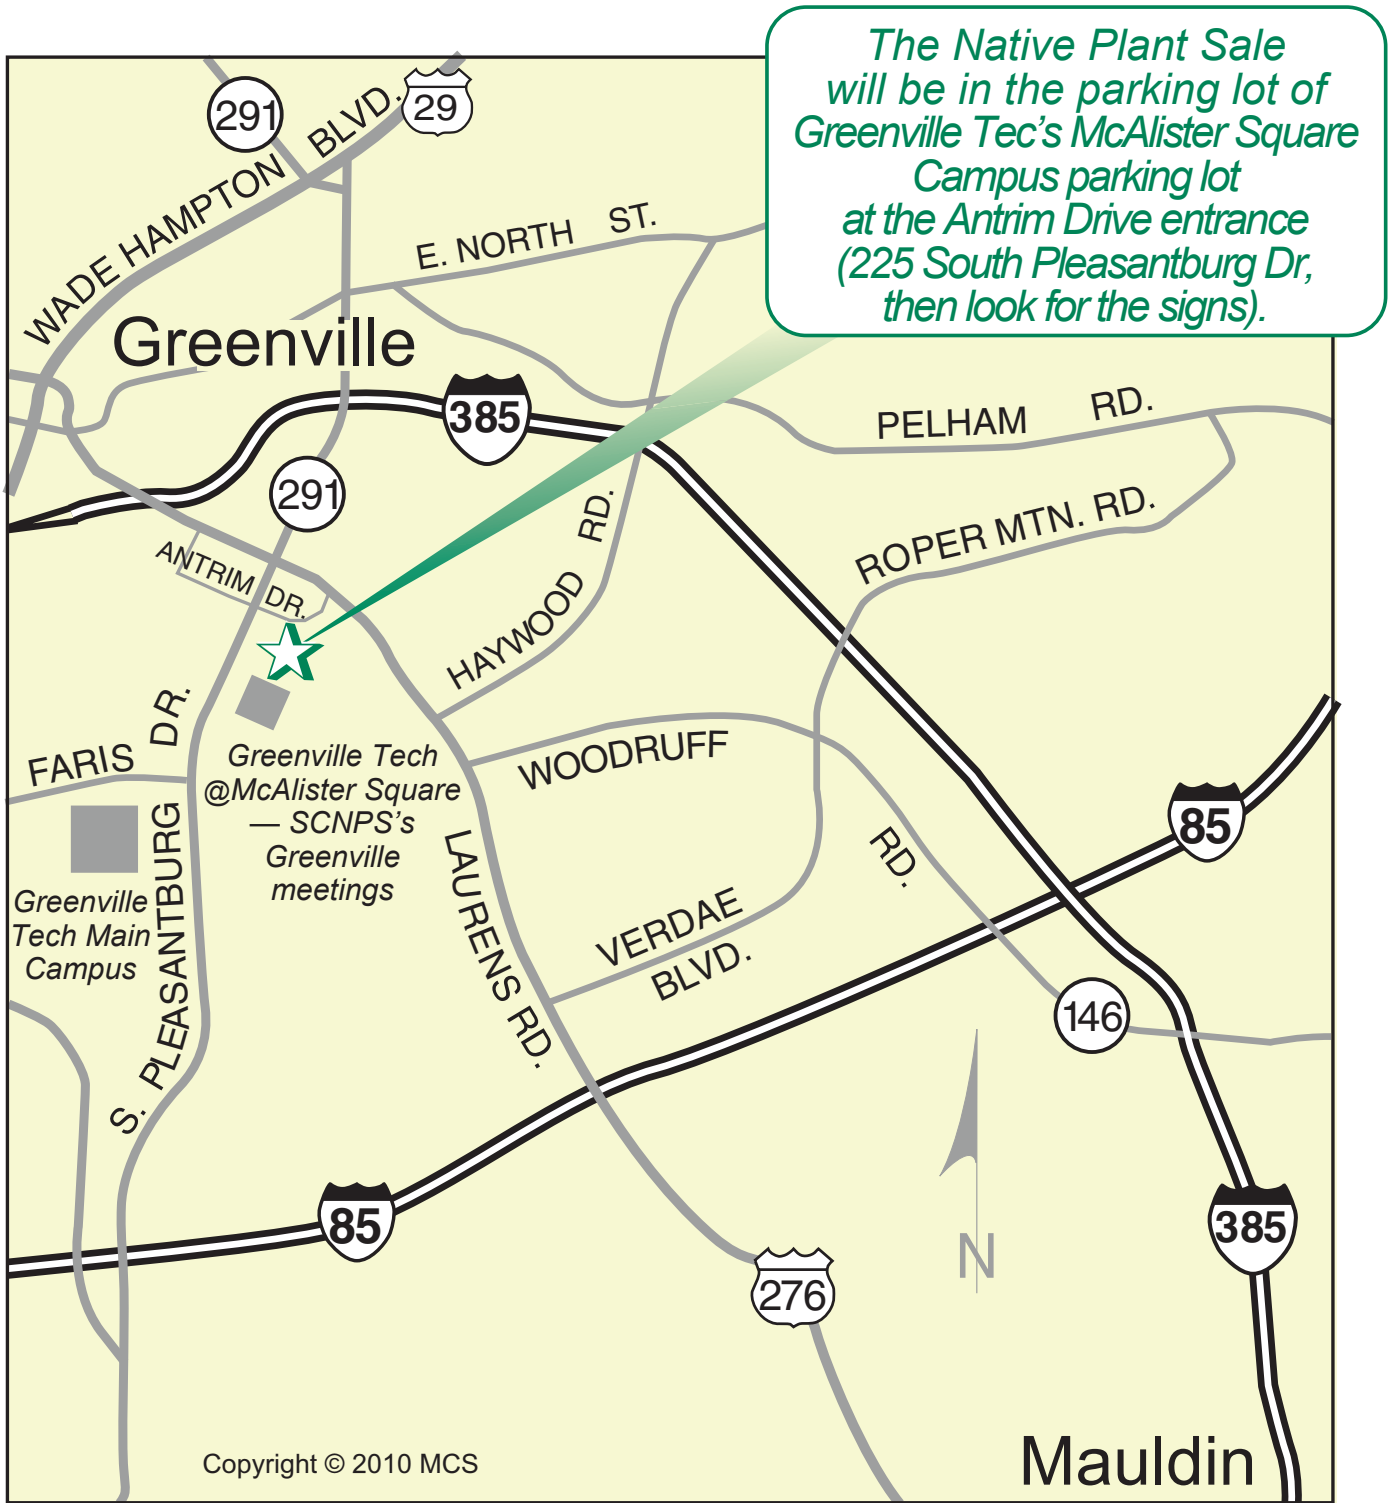 The Native Plant Sale
will be in the parking lot of
Greenville Tec's McAlister Square
Campus parking lot
at the Antrim Drive entrance
(225 South Pleasantburg Dr,
then look for the signs).
291
29
WADE HAMPTON BLVD.
E. NORTH ST.
Greenville
385
PELHAM RD.
291
ROPER MTN. RD.
HAYWOOD RD.
ANTRIM DR.
FARIS DR.
Greenville Tech
@McAlister Square
— SCNPS's
Greenville
meetings
WOODRUFF RD.
85
Greenville
Tech Main
Campus
S. PLEASANTBURG
LAURENS RD.
VERDAE
BLVD.
146
85
385
N
276
Copyright © 2010 MCS
Mauldin